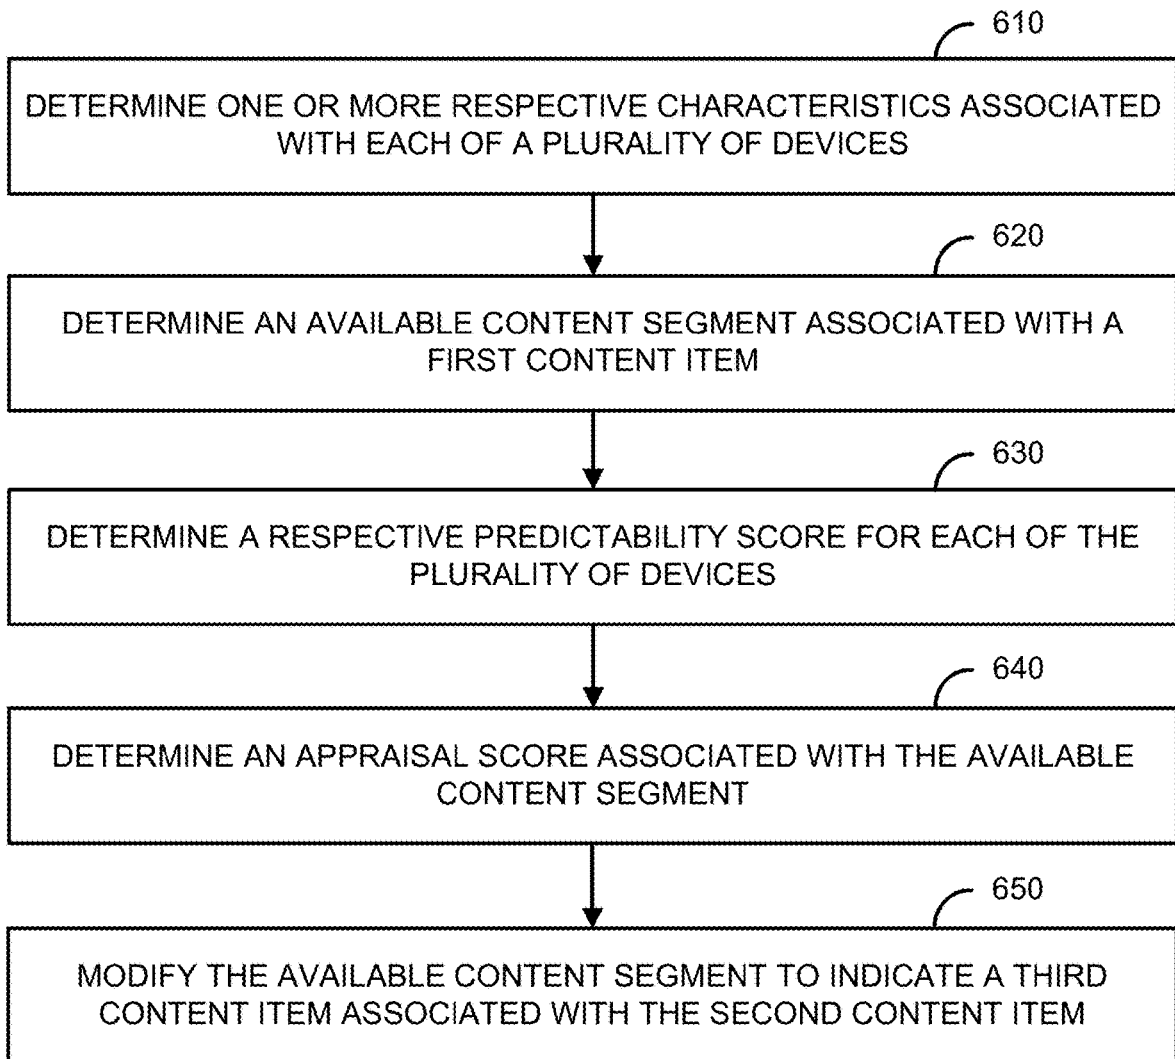 610
DETERMINE ONE OR MORE RESPECTIVE CHARACTERISTICS ASSOCIATED
WITH EACH OF A PLURALITY OF DEVICES
620
DETERMINE AN AVAILABLE CONTENT SEGMENT ASSOCIATED WITH A
FIRST CONTENT ITEM
630
DETERMINE A RESPECTIVE PREDICTABILITY SCORE FOR EACH OF THE
PLURALITY OF DEVICES
640
DETERMINE AN APPRAISAL SCORE ASSOCIATED WITH THE AVAILABLE
CONTENT SEGMENT
650
MODIFY THE AVAILABLE CONTENT SEGMENT TO INDICATE A THIRD
CONTENT ITEM ASSOCIATED WITH THE SECOND CONTENT ITEM